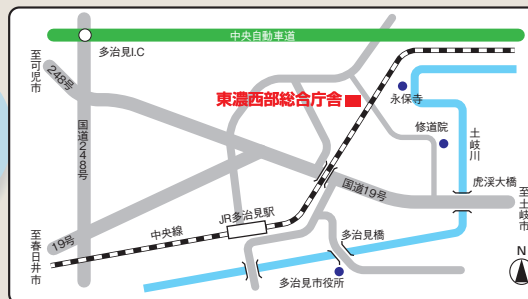 中央自動車道
多治見I.C
至可児市
248号
国道248号
東濃西部総合庁舎
永保寺
修道院
土岐川
虎渓大橋
国道19号
至土岐市
JR多治見駅
19号
中央線
至春日井市
多治見橋
多治見市役所
N